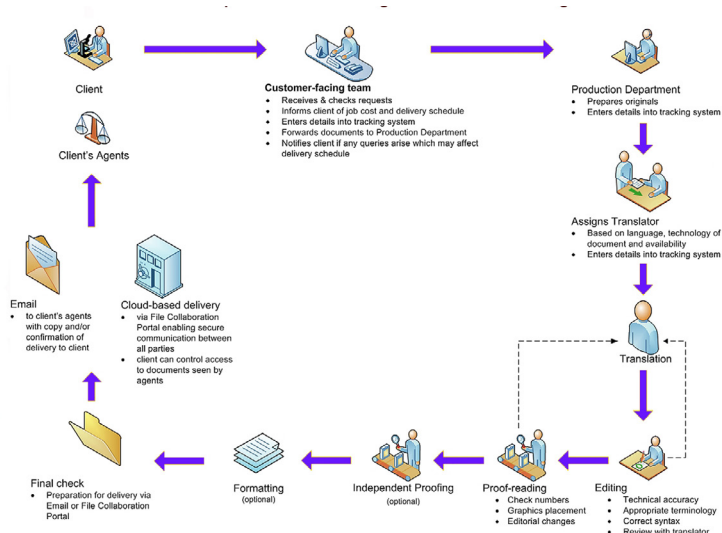 Client
Client's Agents
Customer-facing team
• Receives & checks requests
• Informs client of job cost and delivery schedule
• Enters details into tracking system
• Forwards documents to Production Department
• Notifies client if any queries arise which may affect
delivery schedule
Production Department
• Prepares originals
• Enters details into tracking system
Assigns Translator
• Based on language, technology of
document and availability
• Enters details into tracking system
Translation
Editing
• Technical accuracy
• Appropriate terminology
• Correct syntax
• Review with translator
Proof-reading
• Check numbers
• Graphics placement
• Editorial changes
Independent Proofing
(optional)
Formatting
(optional)
Final check
• Preparation for delivery via
Email or File Collaboration
Portal
Email
• to client's agents
with copy and/or
confirmation of
delivery to client
Cloud-based delivery
• via File Collaboration
Portal enabling secure
communication between
all parties
• client can control access
to documents seen by
agents